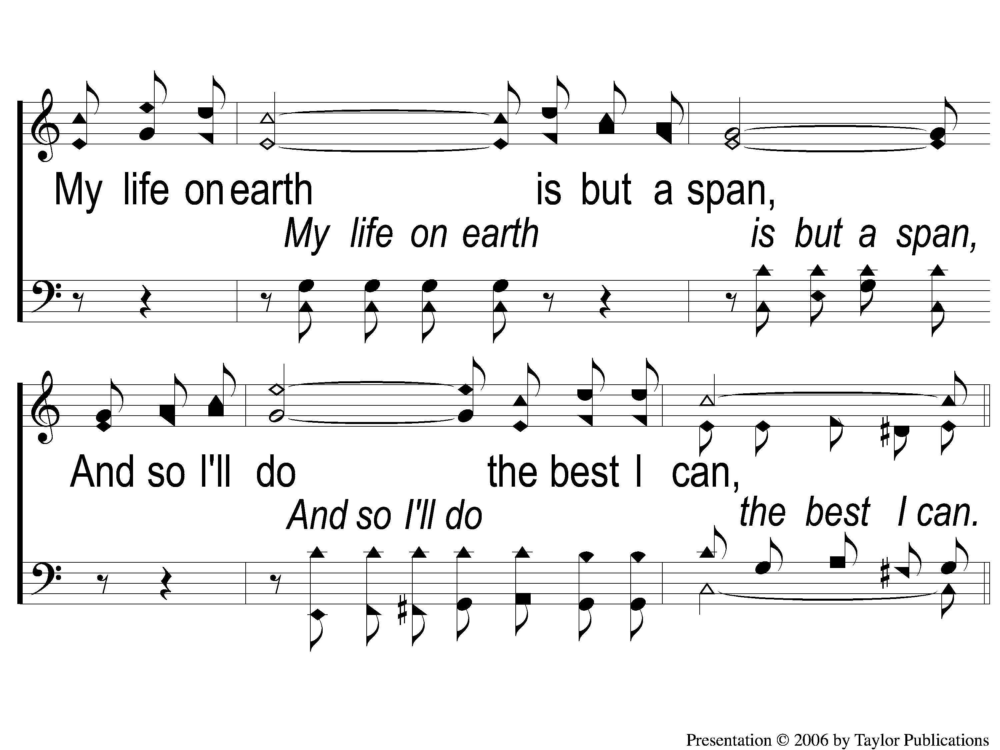 My life on earth is but a span,
My life on earth is but a span,
And so I'll do the best I can,
And so I'll do the best I can.
Presentation © 2006 by Taylor Publications